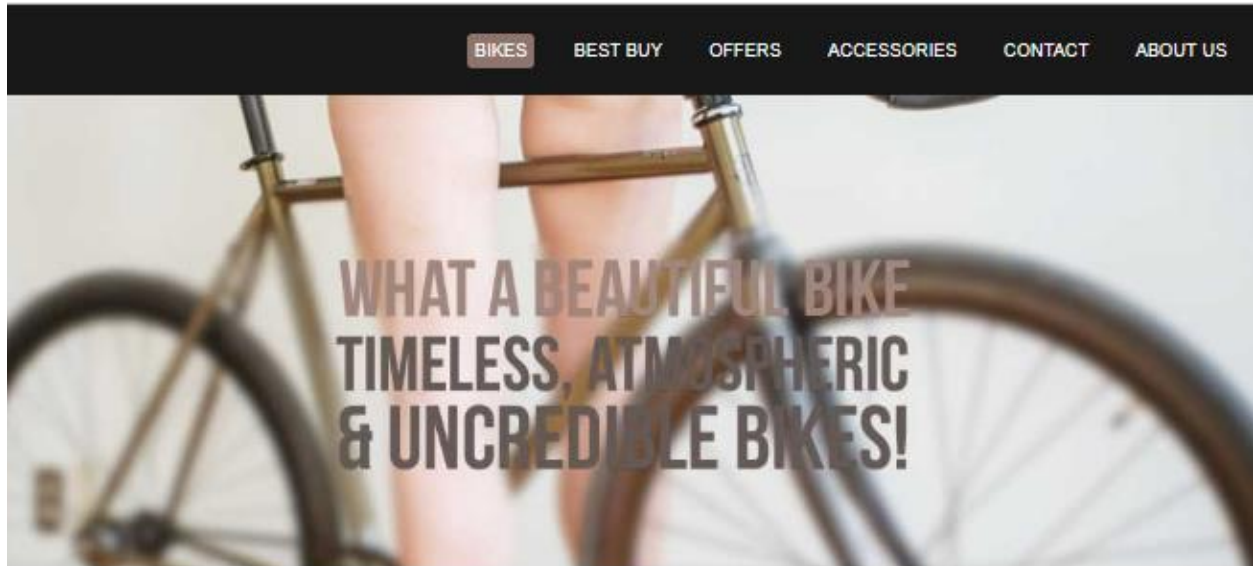 BIKES BEST BUY OFFERS ACCESSORIES CONTACT ABOUT US
WHAT A BEAUTIFUL BIKE
TIMELESS, ATMOSPHERIC
& UNCREDIBLE BIKES!